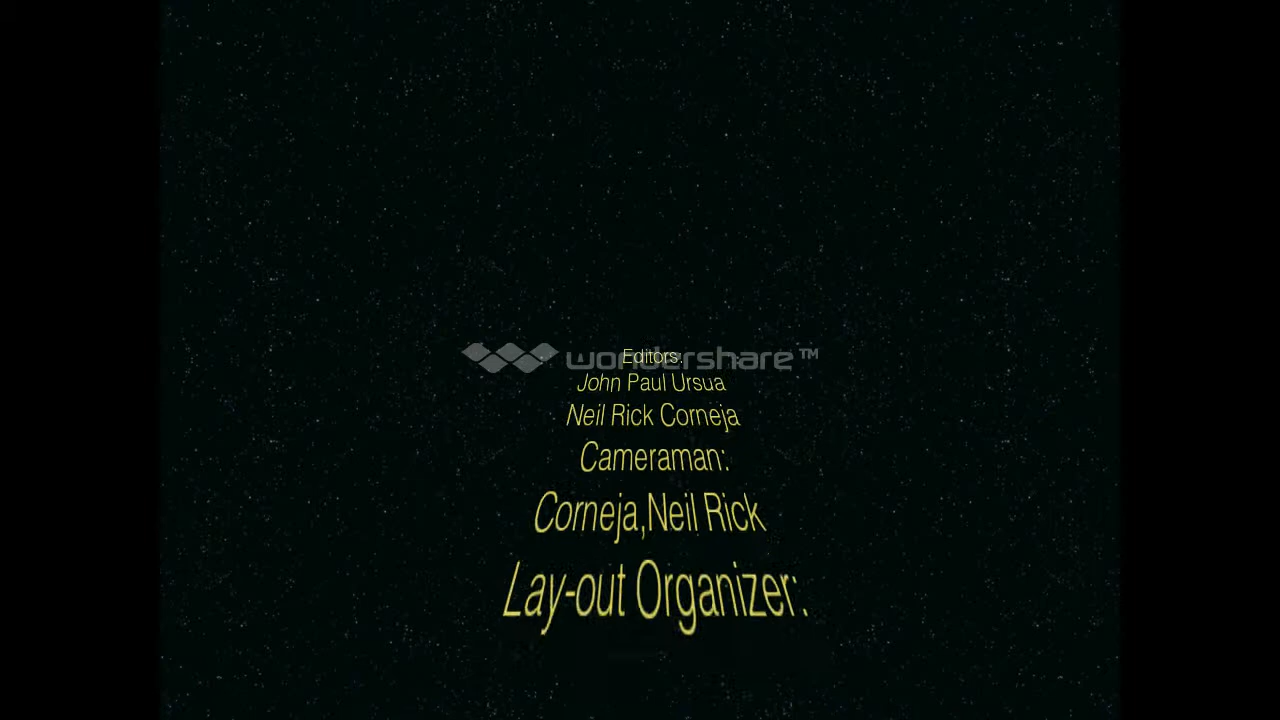 Editors:
wondershare™
John Paul Ursua
Neil Rick Corneja
Cameraman:
Corneja,Neil Rick
Lay-out Organizer: